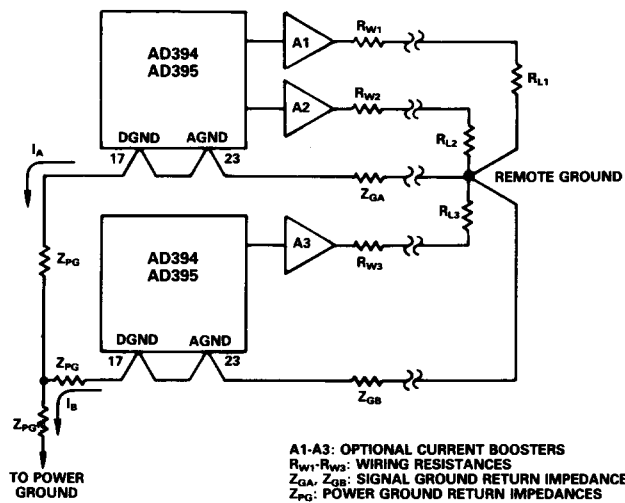 AD394
AD395
DGND AGND
17 23
A1
A2
RW1
RW2
RL1
RL2
IA
ZGA
REMOTE GROUND
RL3
ZPG
AD394
AD395
A3
RW3
DGND AGND
17 23
ZPG
IB
ZGB
ZPG
TO POWER
GROUND
A1-A3: OPTIONAL CURRENT BOOSTERS
RW1-RW3: WIRING RESISTANCES
ZGA, ZGB: SIGNAL GROUND RETURN IMPEDANCE
ZPG: POWER GROUND RETURN IMPEDANCES